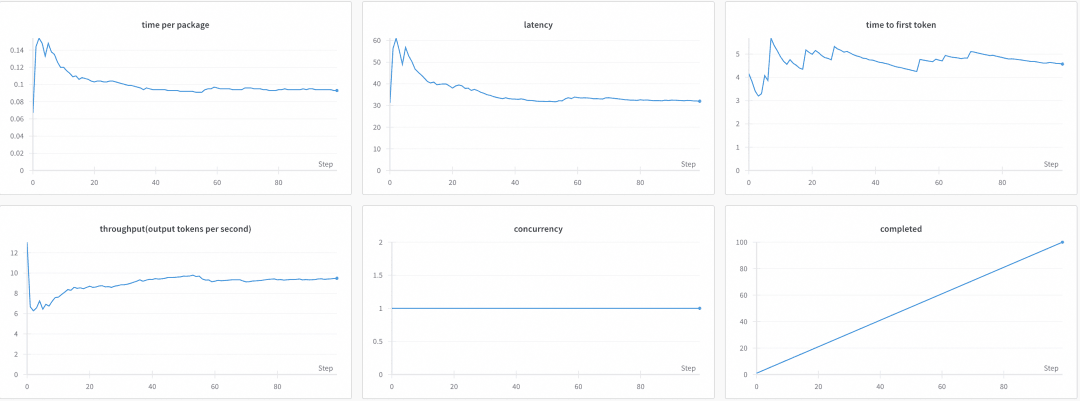 time per package
0.14
0.12
0.1
0.08
0.06
0.04
0.02
0
Step
0 20 40 60 80
latency
60
50
40
30
20
10
0
Step
0 20 40 60 80
time to first token
5
4
3
2
1
0
Step
0 20 40 60 80
throughput(output tokens per second)
12
10
8
6
4
2
0
Step
0 20 40 60 80
concurrency
2
1.5
1
0.5
0
Step
0 20 40 60 80
completed
100
80
60
40
20
0
Step
0 20 40 60 80